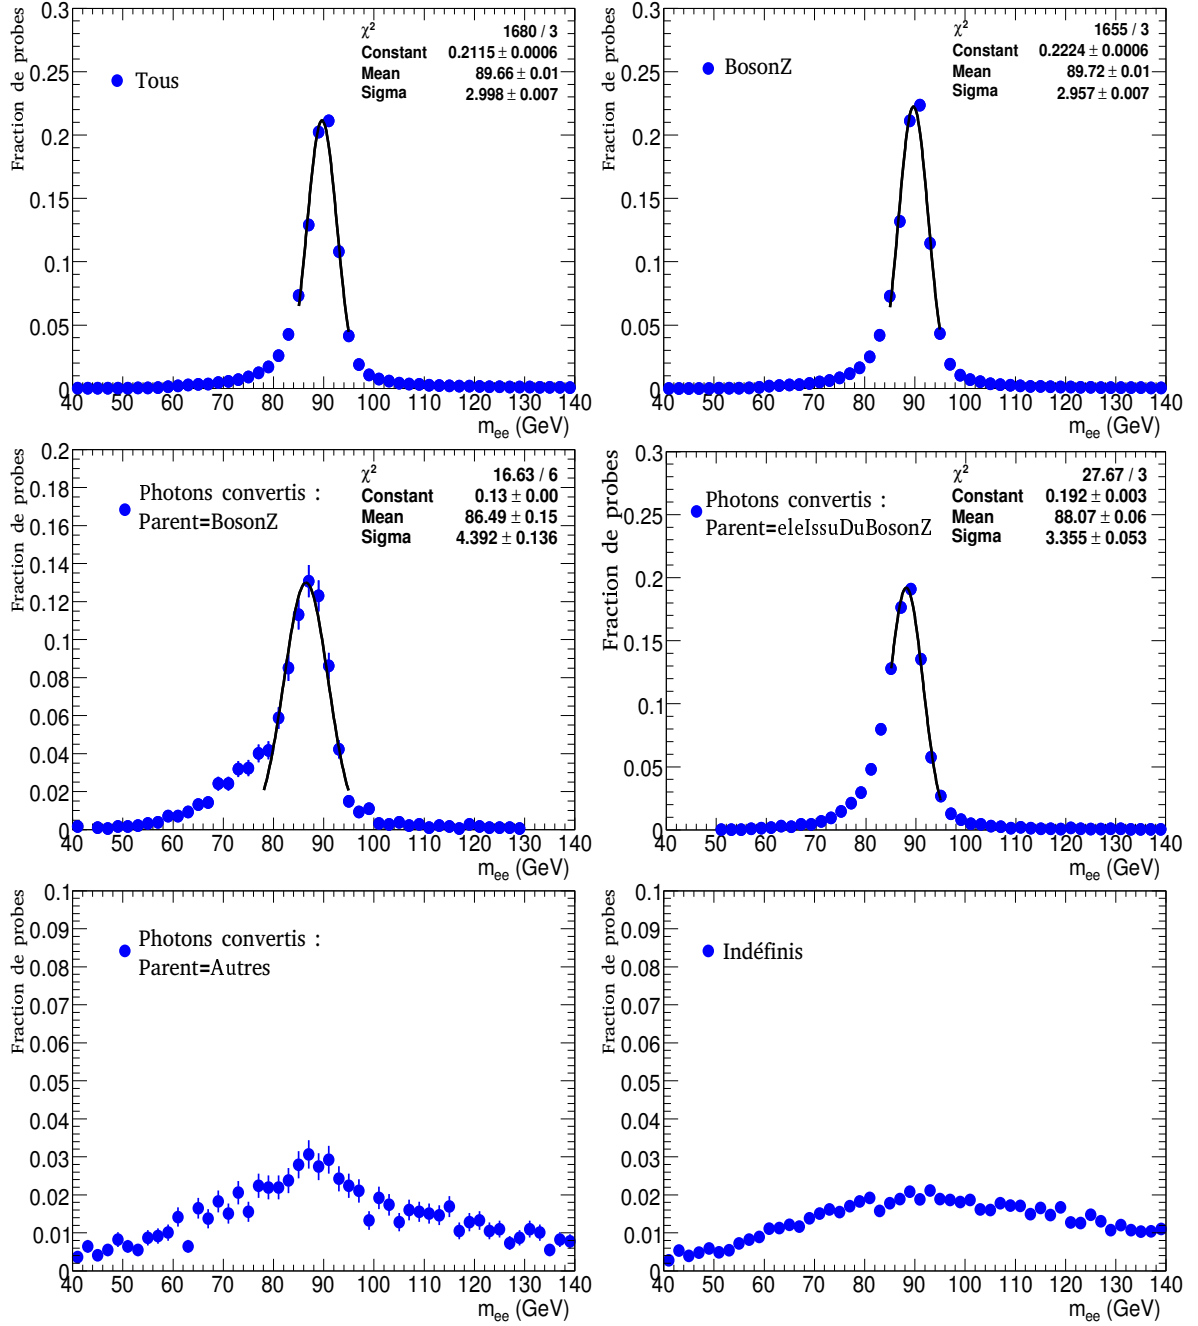 Fraction de probes
0.3
0.25
0.2
0.15
0.1
0.05
0
Tous
χ² 1680 / 3
Constant 0.2115 ± 0.0006
Mean 89.66 ± 0.01
Sigma 2.998 ± 0.007
40 50 60 70 80 90 100 110 120 130 140
mee (GeV)
Fraction de probes
0.3
0.25
0.2
0.15
0.1
0.05
0
BosonZ
χ² 1655 / 3
Constant 0.2224 ± 0.0006
Mean 89.72 ± 0.01
Sigma 2.957 ± 0.007
40 50 60 70 80 90 100 110 120 130 140
mee (GeV)
Fraction de probes
0.2
0.18
0.16
0.14
0.12
0.1
0.08
0.06
0.04
0.02
0
Photons convertis :
Parent=BosonZ
χ² 16.63 / 6
Constant 0.13 ± 0.00
Mean 86.49 ± 0.15
Sigma 4.392 ± 0.136
40 50 60 70 80 90 100 110 120 130 140
mee (GeV)
Fraction de probes
0.3
0.25
0.2
0.15
0.1
0.05
0
Photons convertis :
Parent=eleIssuDuBosonZ
χ² 27.67 / 3
Constant 0.192 ± 0.003
Mean 88.07 ± 0.06
Sigma 3.355 ± 0.053
40 50 60 70 80 90 100 110 120 130 140
mee (GeV)
Fraction de probes
0.1
0.09
0.08
0.07
0.06
0.05
0.04
0.03
0.02
0.01
0
Photons convertis :
Parent=Autres
40 50 60 70 80 90 100 110 120 130 140
mee (GeV)
Fraction de probes
0.1
0.09
0.08
0.07
0.06
0.05
0.04
0.03
0.02
0.01
0
Indéfinis
40 50 60 70 80 90 100 110 120 130 140
mee (GeV)